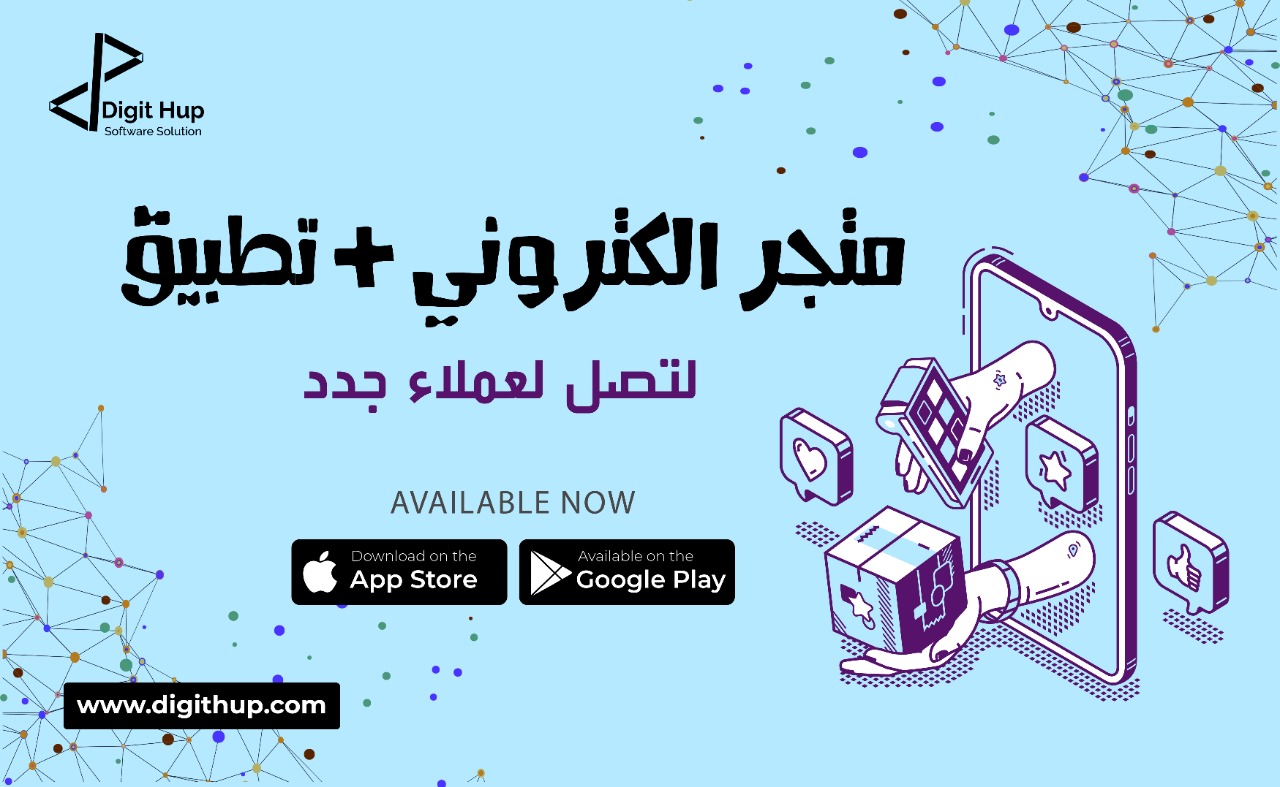 Digit Hup
Software Solution
متجر الكتروني + تطبيق
لتصل لعملاء جدد
AVAILABLE NOW
Download on the
App Store
Available on the
Google Play
www.digithup.com